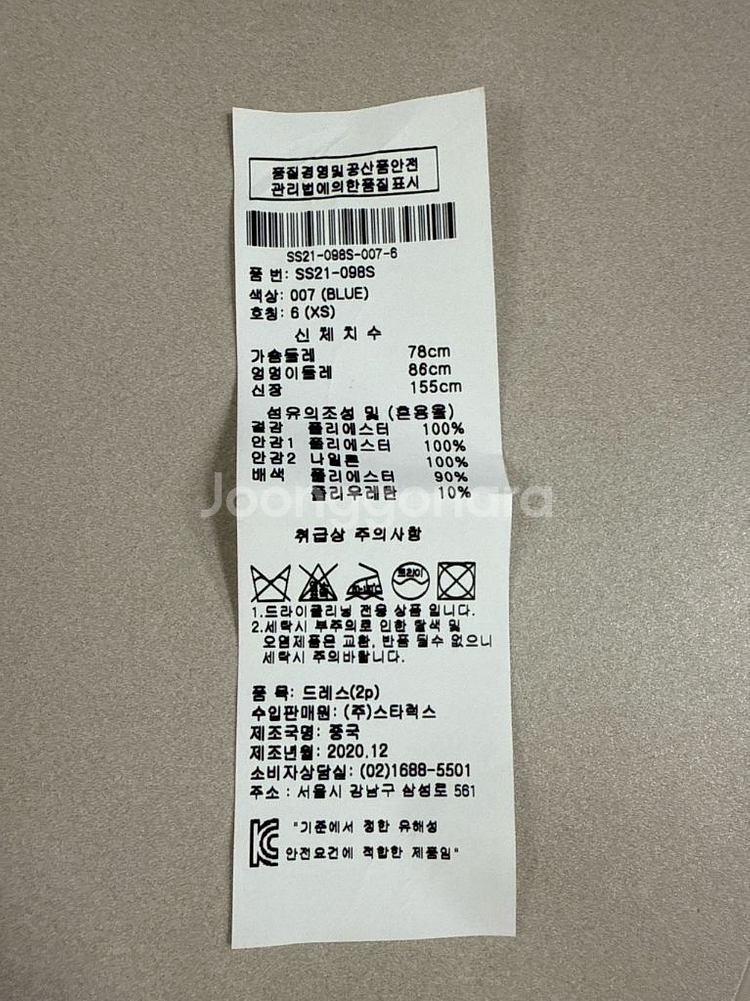 품질경영및공산품안전
관리법에의한품질표시
SS21-098S-007-6
품 번: SS21-098S
색상: 007 (BLUE)
호칭: 6 (XS)
신 체 치 수
가슴둘레 78cm
엉덩이둘레 86cm
신장 155cm
섬유의조성 및 (혼용율)
겉감 폴리에스터 100%
안감1 폴리에스터 100%
안감2 나일론 100%
배색 폴리에스터 90%
폴리우레탄 10%
Joonggonara
취급상 주의사항
드라이
1.드라이클리닝 전용 상품 입니다.
2.세탁시 부주의로 인한 탈색 및
오염제품은 교환, 반품 될수 없으니
세탁시 주의바랍니다.
품 목: 드레스(2p)
수입판매원: (주)스타럭스
제조국명: 중국
제조년월: 2020.12
소비자상담실: (02)1688-5501
주소 : 서울시 강남구 삼성로 561
"기준에서 정한 유해성
안전요건에 적합한 제품임"